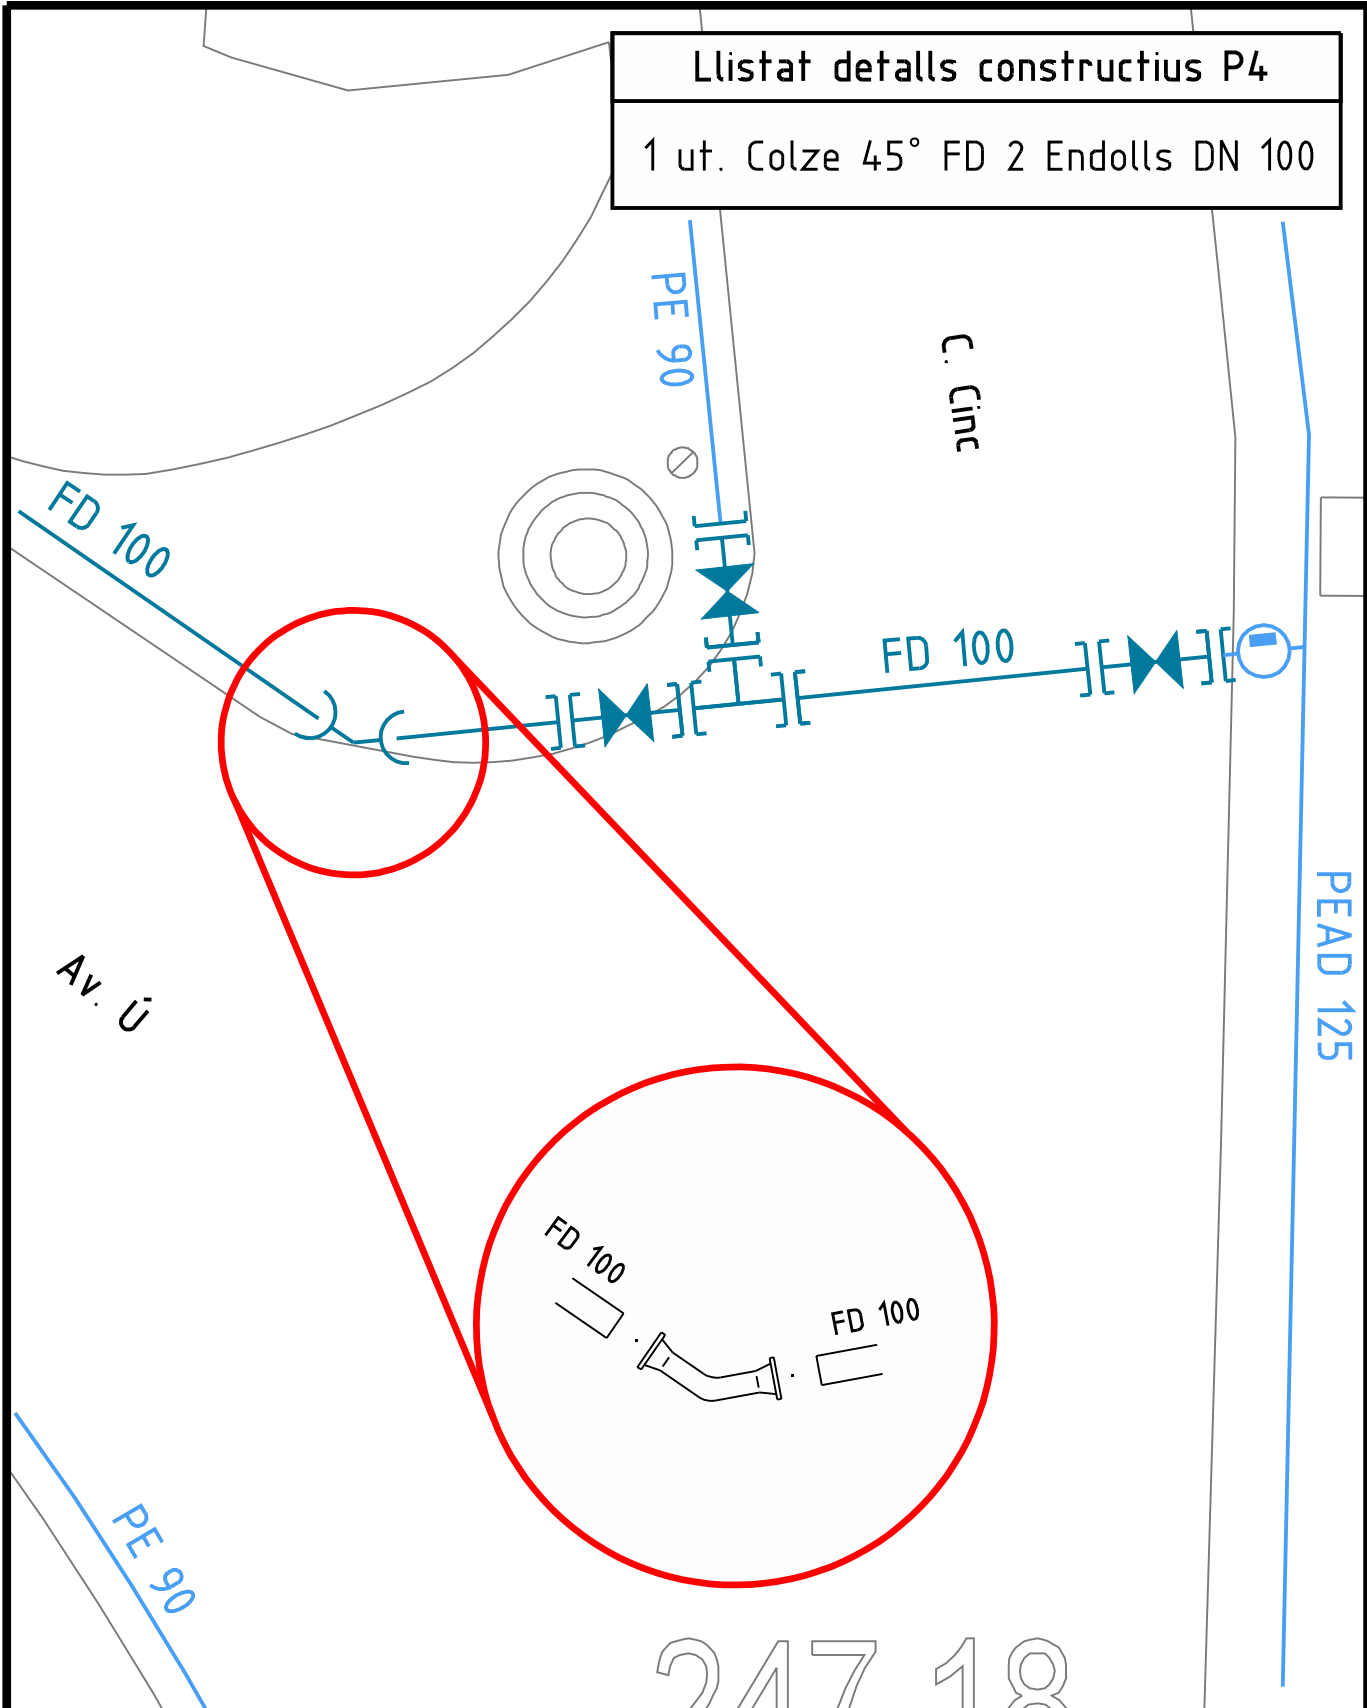 Llistat detalls constructius P4
1 ut. Colze 45° FD 2 Endolls DN 100
PE 90
C. Cinc
FD 100
FD 100
PEAD 125
Av. Ú
FD 100
FD 100
PE 90
247 18